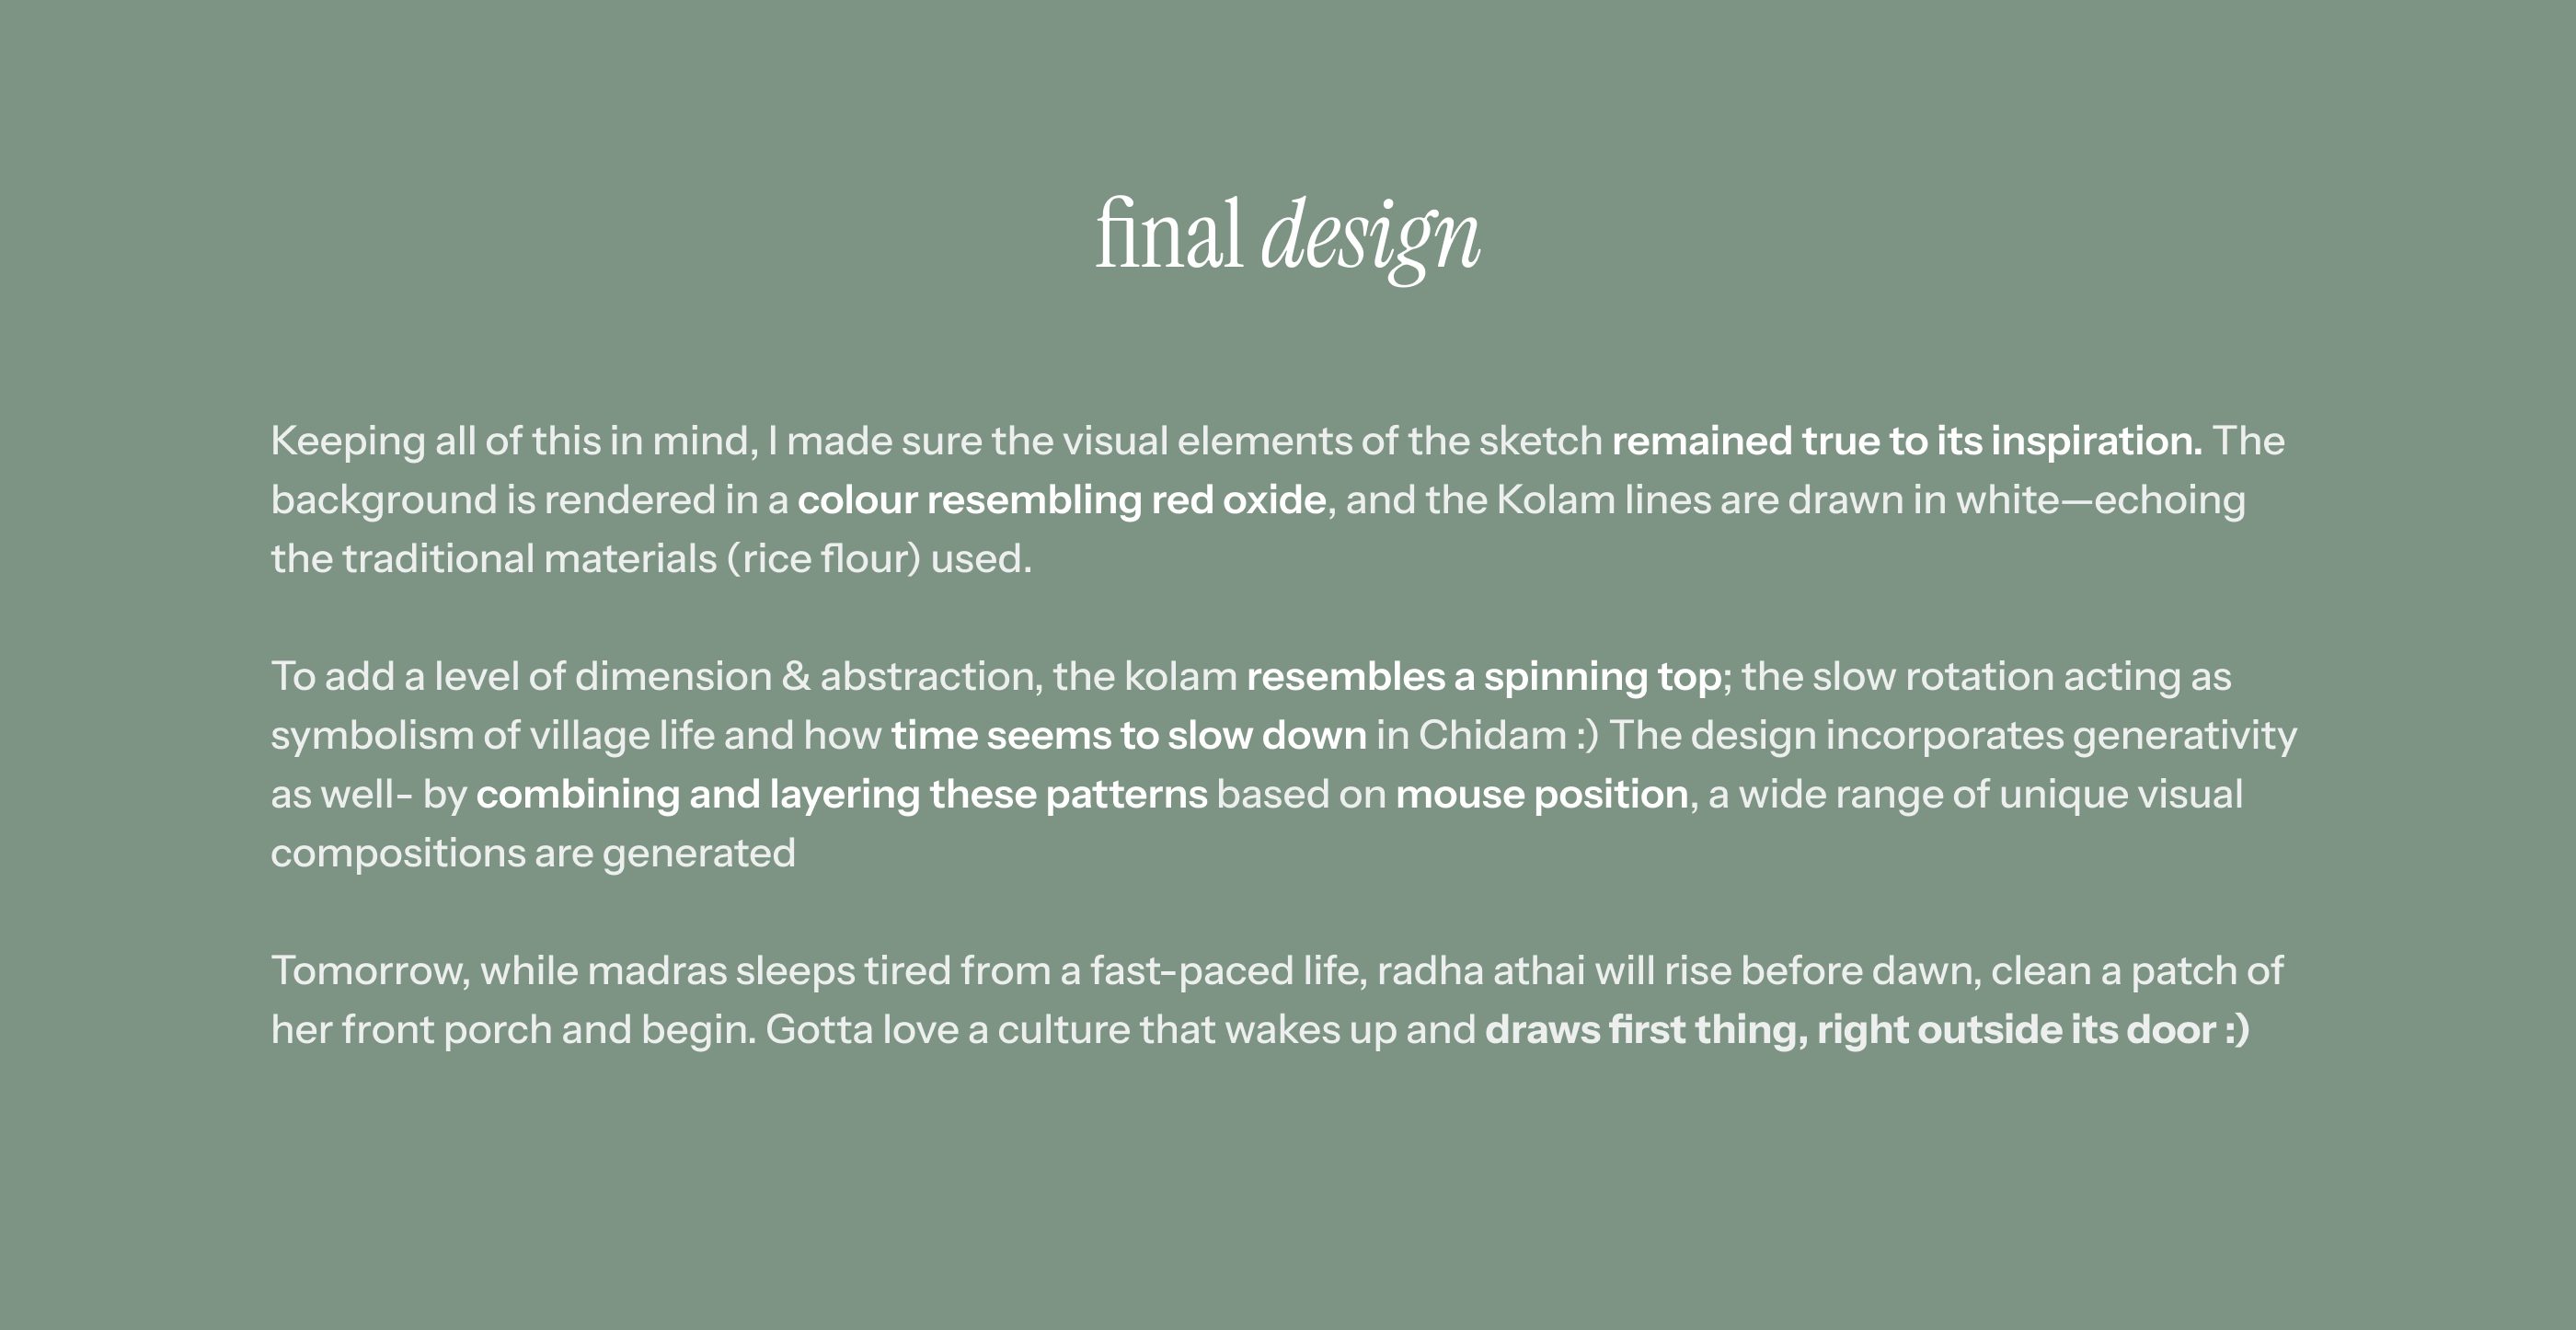 final design
Keeping all of this in mind, I made sure the visual elements of the sketch remained true to its inspiration. The
background is rendered in a colour resembling red oxide, and the Kolam lines are drawn in white—echoing
the traditional materials (rice flour) used.
To add a level of dimension & abstraction, the kolam resembles a spinning top; the slow rotation acting as
symbolism of village life and how time seems to slow down in Chidam :) The design incorporates generativity
as well- by combining and layering these patterns based on mouse position, a wide range of unique visual
compositions are generated
Tomorrow, while madras sleeps tired from a fast-paced life, radha athai will rise before dawn, clean a patch of
her front porch and begin. Gotta love a culture that wakes up and draws first thing, right outside its door :)